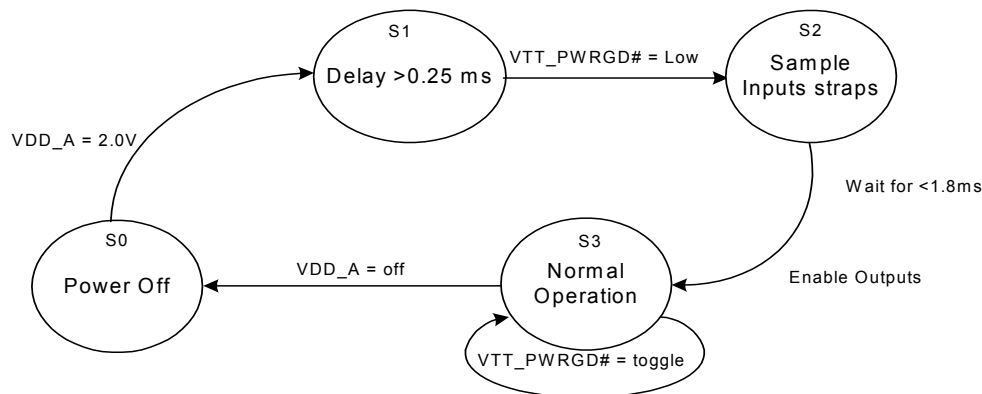 S1
Delay >0.25 ms
VTT_PWRGD# = Low
S2
Sample
Inputs straps
VDD_A = 2.0V
Wait for <1.8ms
S0
Power Off
VDD_A = off
S3
Normal
Operation
Enable Outputs
VTT_PWRGD# = toggle